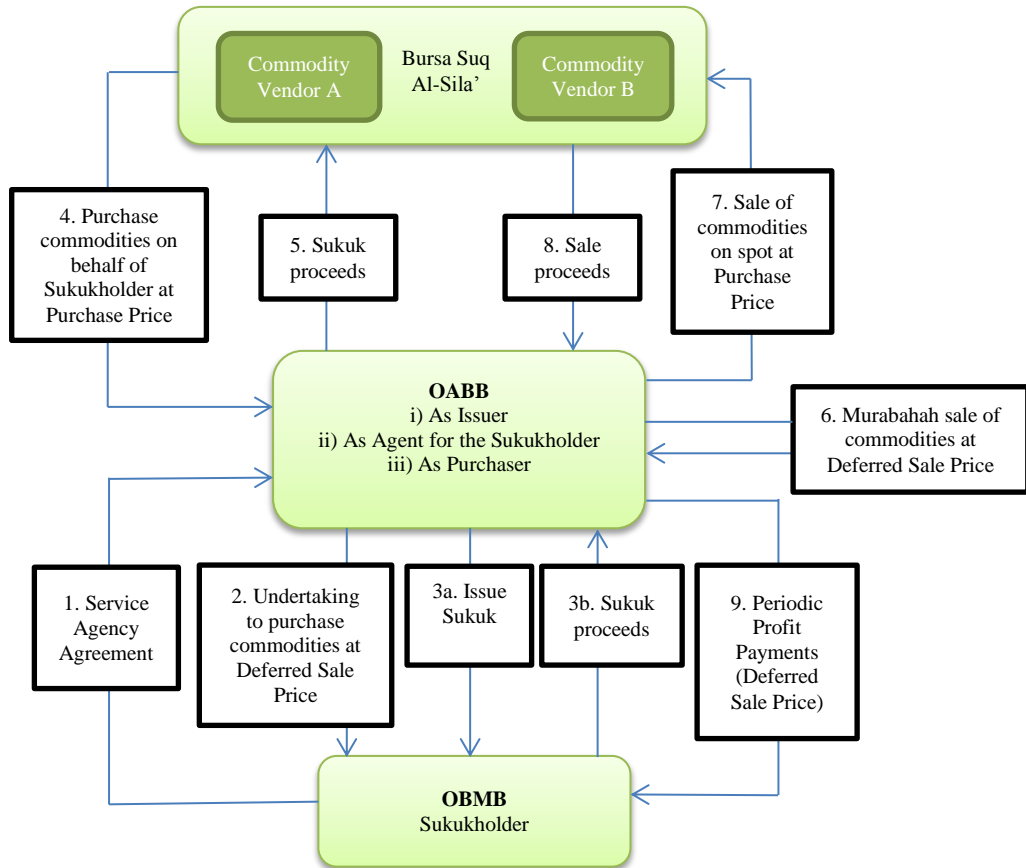 Commodity
Vendor A
Bursa Suq
Al-Sila’
Commodity
Vendor B
4. Purchase
commodities on
behalf of
Sukukholder at
Purchase Price
5. Sukuk
proceeds
8. Sale
proceeds
7. Sale of
commodities
on spot at
Purchase
Price
OABB
i) As Issuer
ii) As Agent for the Sukukholder
iii) As Purchaser
6. Murabahah sale of
commodities at
Deferred Sale Price
1. Service
Agency
Agreement
2. Undertaking
to purchase
commodities at
Deferred Sale
Price
3a. Issue
Sukuk
3b. Sukuk
proceeds
9. Periodic
Profit
Payments
(Deferred
Sale Price)
OBMB
Sukukholder